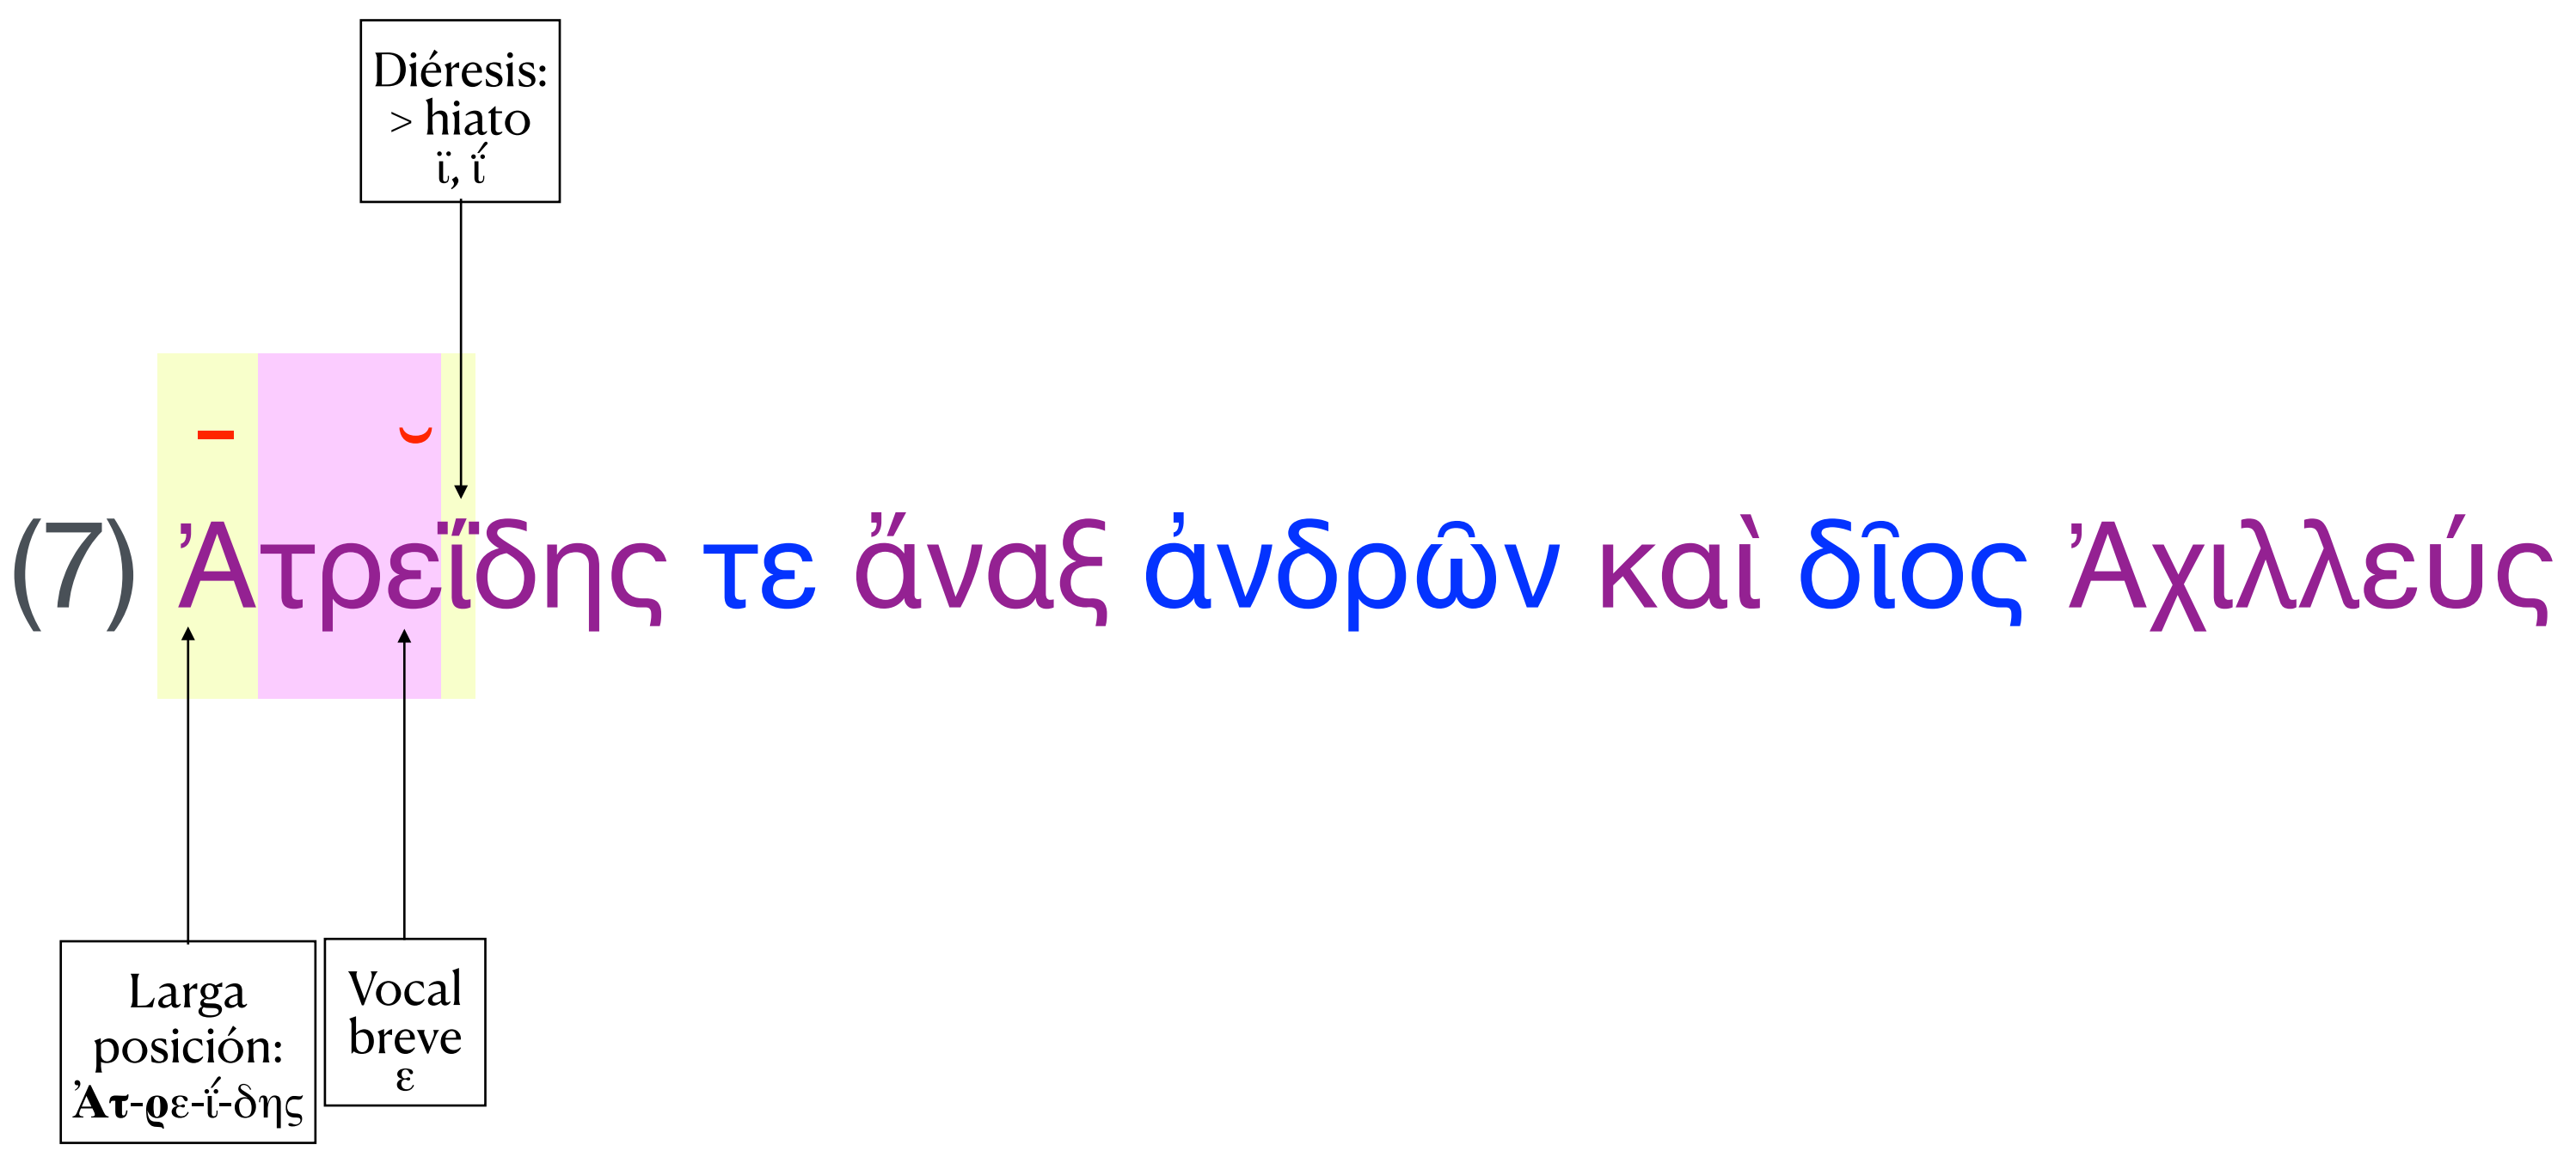 Diéresis:
> hiato
ϊ, ΐ
– ⏑
(7) Ἀτρεΐδης τε ἄναξ ἀνδρῶν καὶ δῖος Ἀχιλλεύς
Larga
posición:
Ἀτ-ρε-ΐ-δης
Vocal
breve
ε